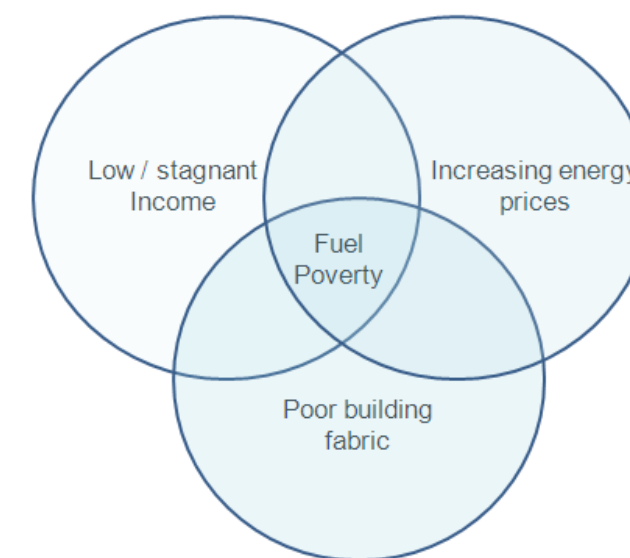 Low / stagnant
Income
Increasing energy
prices
Fuel
Poverty
Poor building
fabric